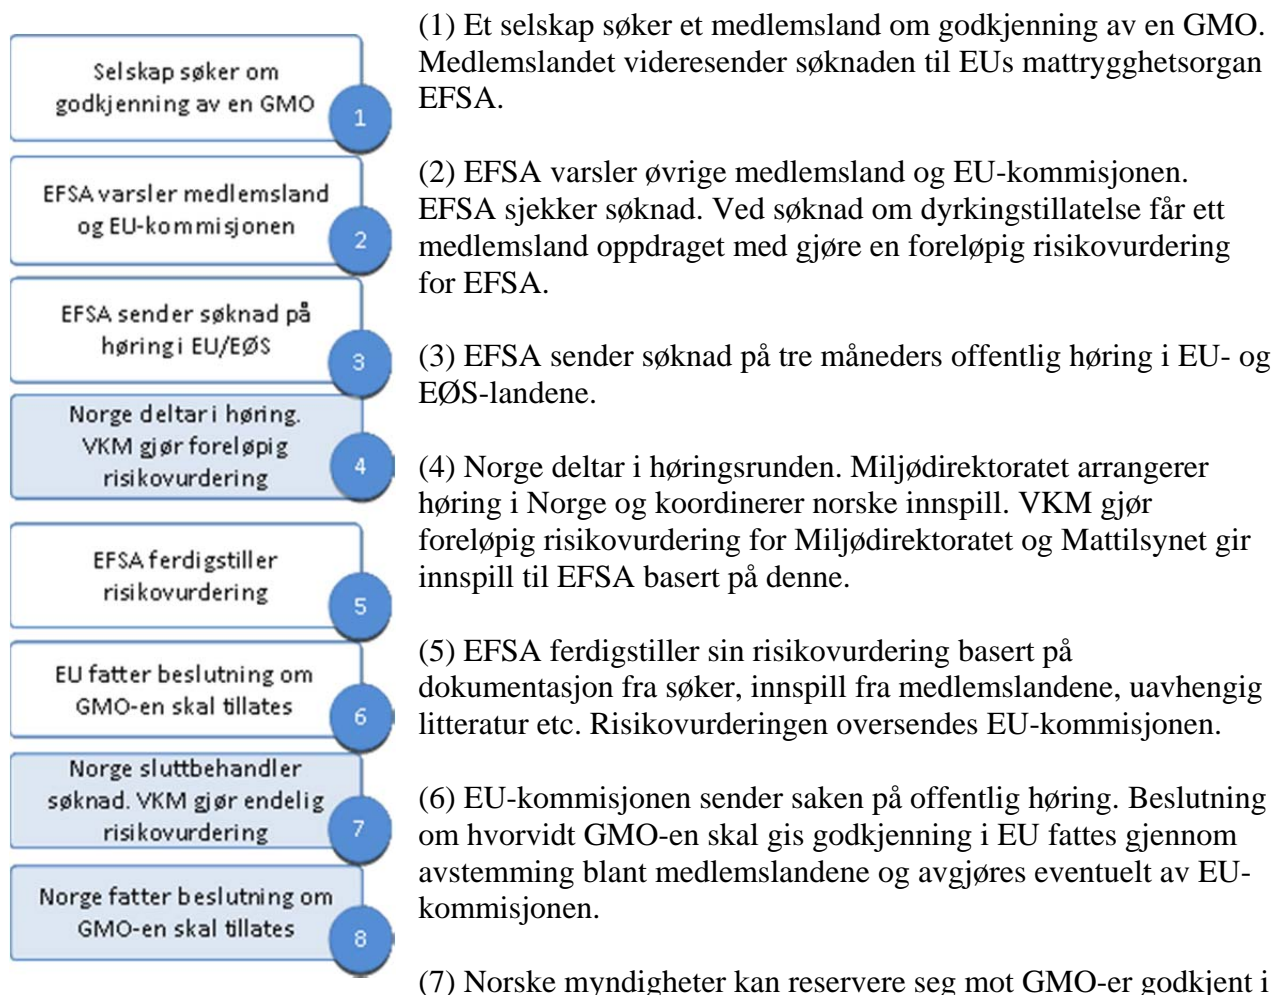 Selskap søker om
godkjenning av en GMO
1
EFSA varsler medlemsland
og EU-kommisjonen
2
EFSA sender søknad på
høring i EU/EØS
3
Norge deltar i høring.
VKM gjør foreløpig
risikovurdering
4
EFSA ferdigstiller
risikovurdering
5
EU fatter beslutning om
GMO-en skal tillates
6
Norge sluttbehandler
søknad. VKM gjør endelig
risikovurdering
7
Norge fatter beslutning om
GMO-en skal tillates
8
(1) Et selskap søker et medlemsland om godkjenning av en GMO.
Medlemslandet videresender søknaden til EUs mattrygghetsorgan
EFSA.
(2) EFSA varsler øvrige medlemsland og EU-kommisjonen.
EFSA sjekker søknad. Ved søknad om dyrkingstillatelse får ett
medlemsland oppdraget med gjøre en foreløpig risikovurdering
for EFSA.
(3) EFSA sender søknad på tre måneders offentlig høring i EU- og
EØS-landene.
(4) Norge deltar i høringsrunden. Miljødirektoratet arrangerer
høring i Norge og koordinerer norske innspill. VKM gjør
foreløpig risikovurdering for Miljødirektoratet og Mattilsynet gir
innspill til EFSA basert på denne.
(5) EFSA ferdigstiller sin risikovurdering basert på
dokumentasjon fra søker, innspill fra medlemslandene, uavhengig
litteratur etc. Risikovurderingen oversendes EU-kommisjonen.
(6) EU-kommisjonen sender saken på offentlig høring. Beslutning
om hvorvidt GMO-en skal gis godkjenning i EU fattes gjennom
avstemming blant medlemslandene og avgjøres eventuelt av EU-
kommisjonen.
(7) Norske myndigheter kan reservere seg mot GMO-er godkjent i